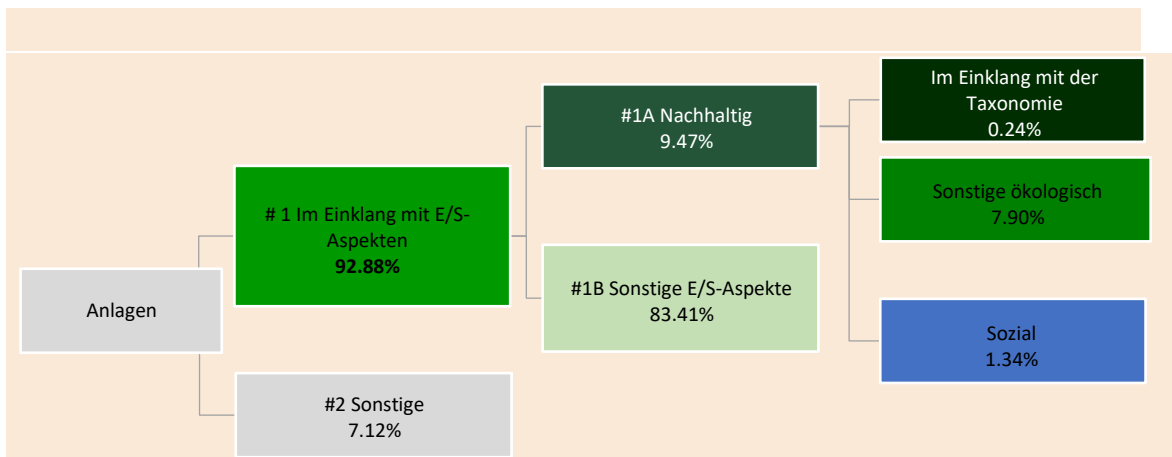 Anlagen
# 1 Im Einklang mit E/S-
Aspekten
92.88%
#2 Sonstige
7.12%
#1A Nachhaltig
9.47%
#1B Sonstige E/S-Aspekte
83.41%
Im Einklang mit der
Taxonomie
0.24%
Sonstige ökologisch
7.90%
Sozial
1.34%